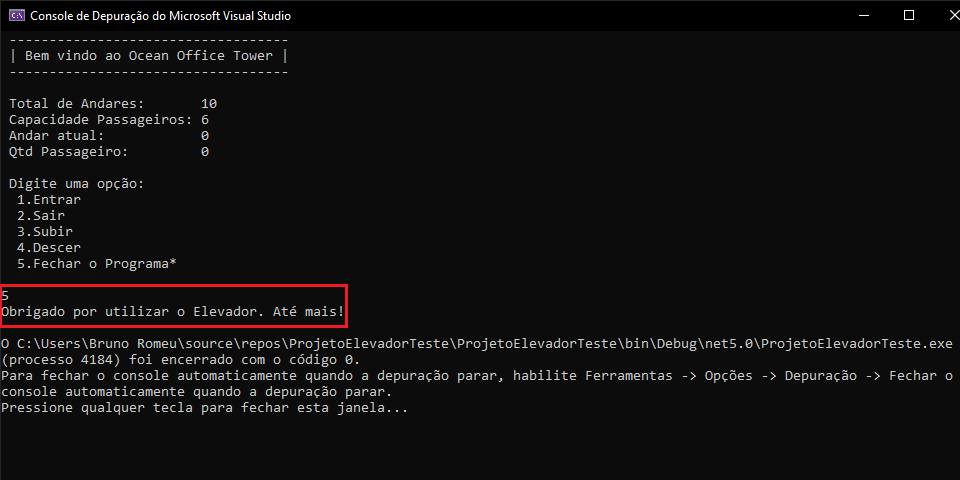 Console de Depuração do Microsoft Visual Studio
-----------------------------------
| Bem vindo ao Ocean Office Tower |
-----------------------------------
Total de Andares: 10
Capacidade Passageiros: 6
Andar atual: 0
Qtd Passageiro: 0
Digite uma opção:
1.Entrar
2.Sair
3.Subir
4.Descer
5.Fechar o Programa*
5
Obrigado por utilizar o Elevador. Até mais!
O C:\Users\Bruno Romeu\source\repos\ProjetoElevadorTeste\ProjetoElevadorTeste\bin\Debug\net5.0\ProjetoElevadorTeste.exe
(processo 4184) foi encerrado com o código 0.
Para fechar o console automaticamente quando a depuração parar, habilite Ferramentas -> Opções -> Depuração -> Fechar o
console automaticamente quando a depuração parar.
Pressione qualquer tecla para fechar esta janela...